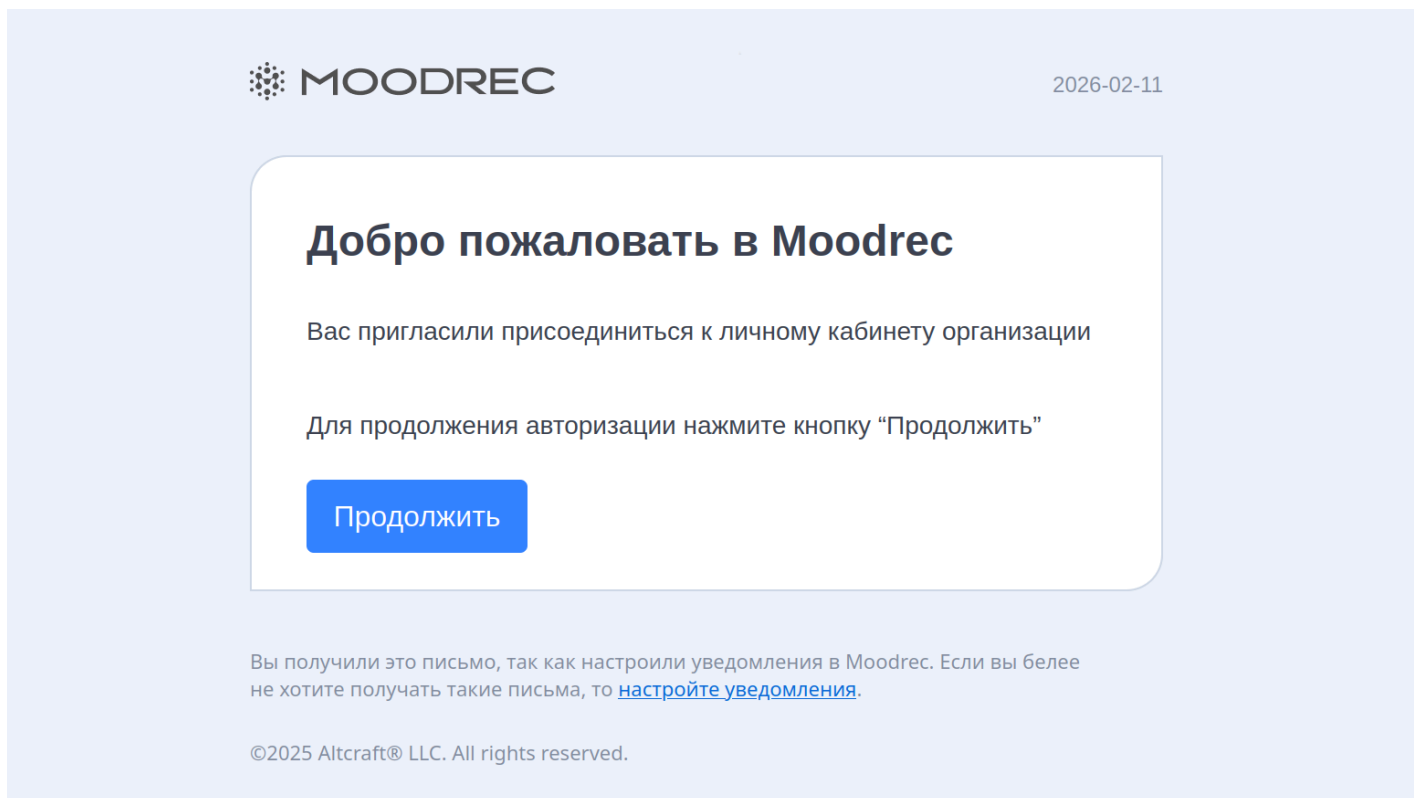 MOODREC
2026-02-11
Добро пожаловать в Moodrec
Вас пригласили присоединиться к личному кабинету организации
Для продолжения авторизации нажмите кнопку “Продолжить”
Продолжить
Вы получили это письмо, так как настроили уведомления в Moodrec. Если вы белее
не хотите получать такие письма, то настройте уведомления.
©2025 Altcraft® LLC. All rights reserved.